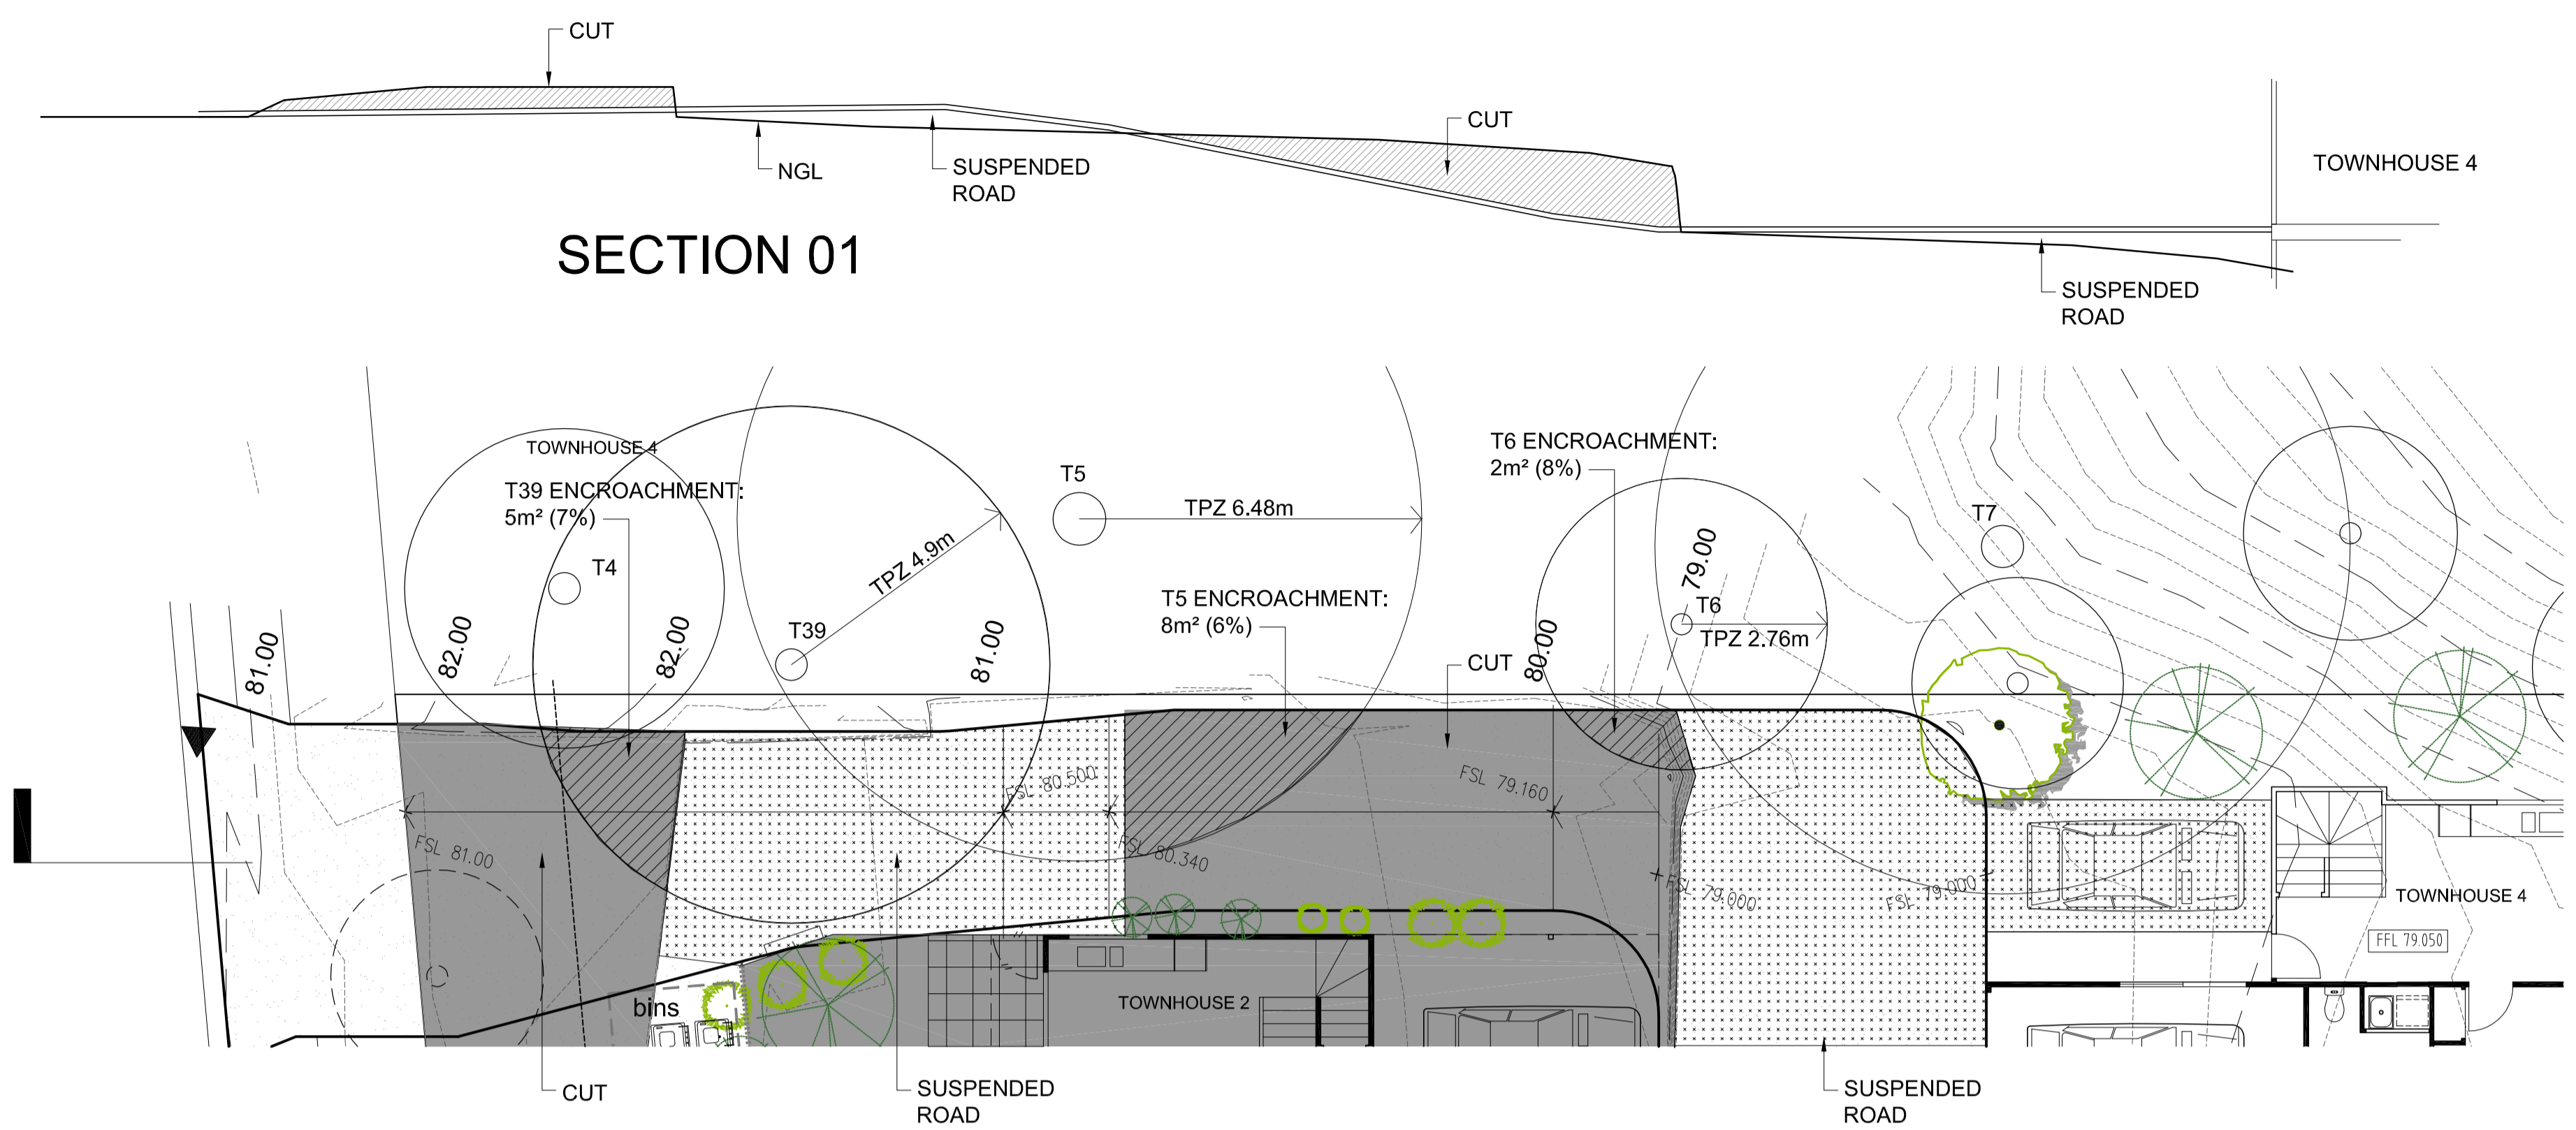 CUT
CUT
NGL
SUSPENDED
ROAD
TOWNHOUSE 4
SECTION 01
SUSPENDED
ROAD
TOWNHOUSE 4
T39 ENCROACHMENT:
5m² (7%)
T4
T5
TPZ 6.48m
T6 ENCROACHMENT:
2m² (8%)
T7
TPZ 4.9m
T39
T5 ENCROACHMENT:
8m² (6%)
79.00
T6
TPZ 2.76m
81.00
82.00
82.00
81.00
80.00
CUT
FSL 80.500
FSL 79.160
FSL 81.00
FSL 80.340
FSL 79.000
FSL 79.000
TOWNHOUSE 4
FFL 79.050
bins
TOWNHOUSE 2
CUT
SUSPENDED
ROAD
SUSPENDED
ROAD